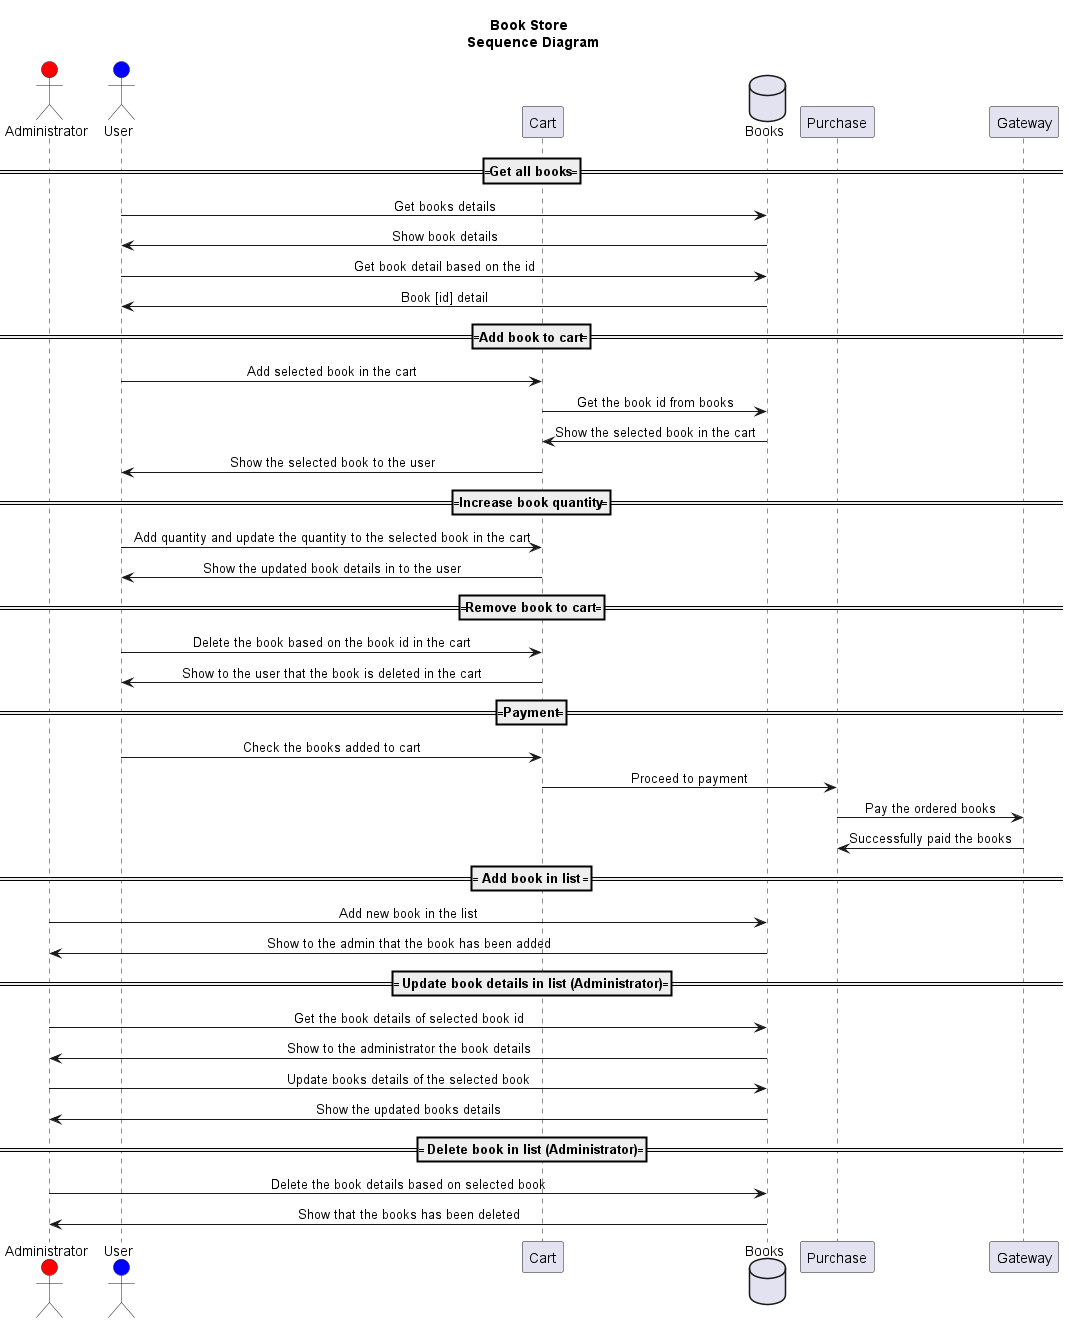 Book Store
Sequence Diagram
Administrator
User
Cart
Books
Purchase
Gateway
=Get all books=
Get books details
Show book details
Get book detail based on the id
Book [id] detail
=Add book to cart=
Add selected book in the cart
Get the book id from books
Show the selected book in the cart
Show the selected book to the user
=Increase book quantity=
Add quantity and update the quantity to the selected book in the cart
Show the updated book details in to the user
=Remove book to cart=
Delete the book based on the book id in the cart
Show to the user that the book is deleted in the cart
=Payment=
Check the books added to cart
Proceed to payment
Pay the ordered books
Successfully paid the books
= Add book in list =
Add new book in the list
Show to the admin that the book has been added
= Update book details in list (Administrator)=
Get the book details of selected book id
Show to the administrator the book details
Update books details of the selected book
Show the updated books details
= Delete book in list (Administrator)=
Delete the book details based on selected book
Show that the books has been deleted
Administrator
User
Cart
Books
Purchase
Gateway